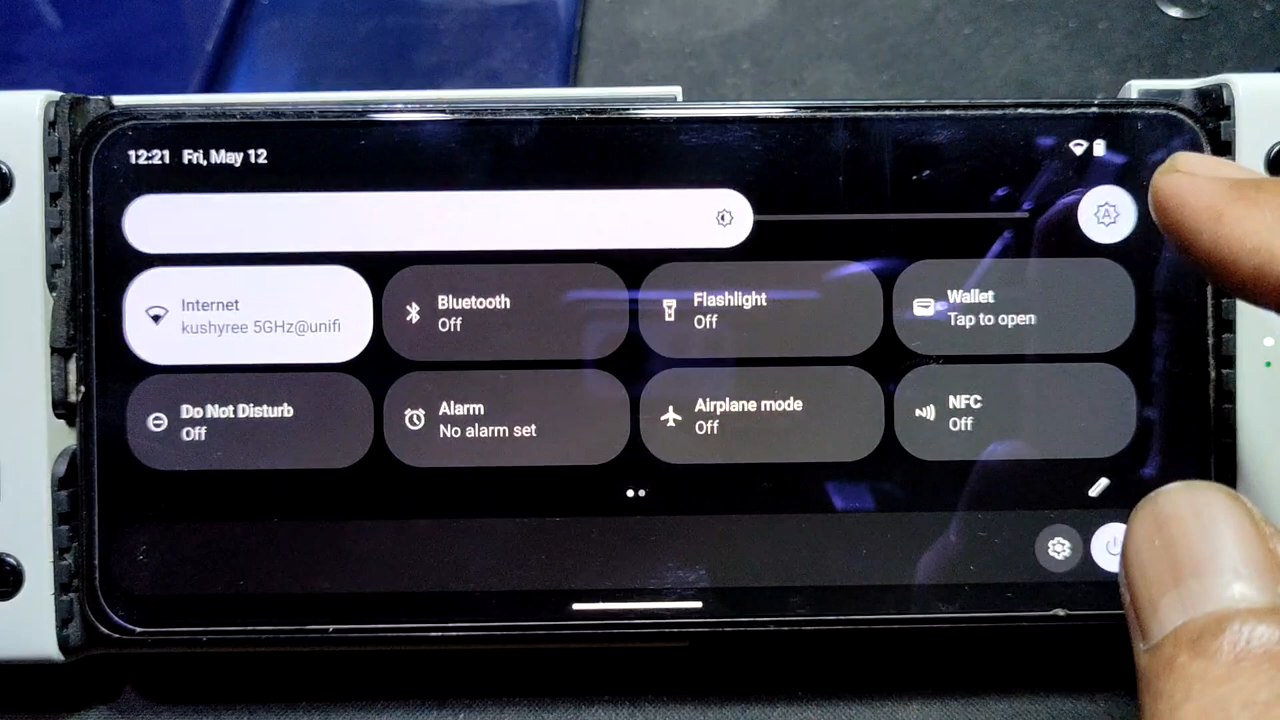 12:21 Fri, May 12
A
Internet
kushyree 5GHz@unifi
Bluetooth
Off
Flashlight
Off
Wallet
Tap to open
Do Not Disturb
Off
Alarm
No alarm set
Airplane mode
Off
NFC
Off